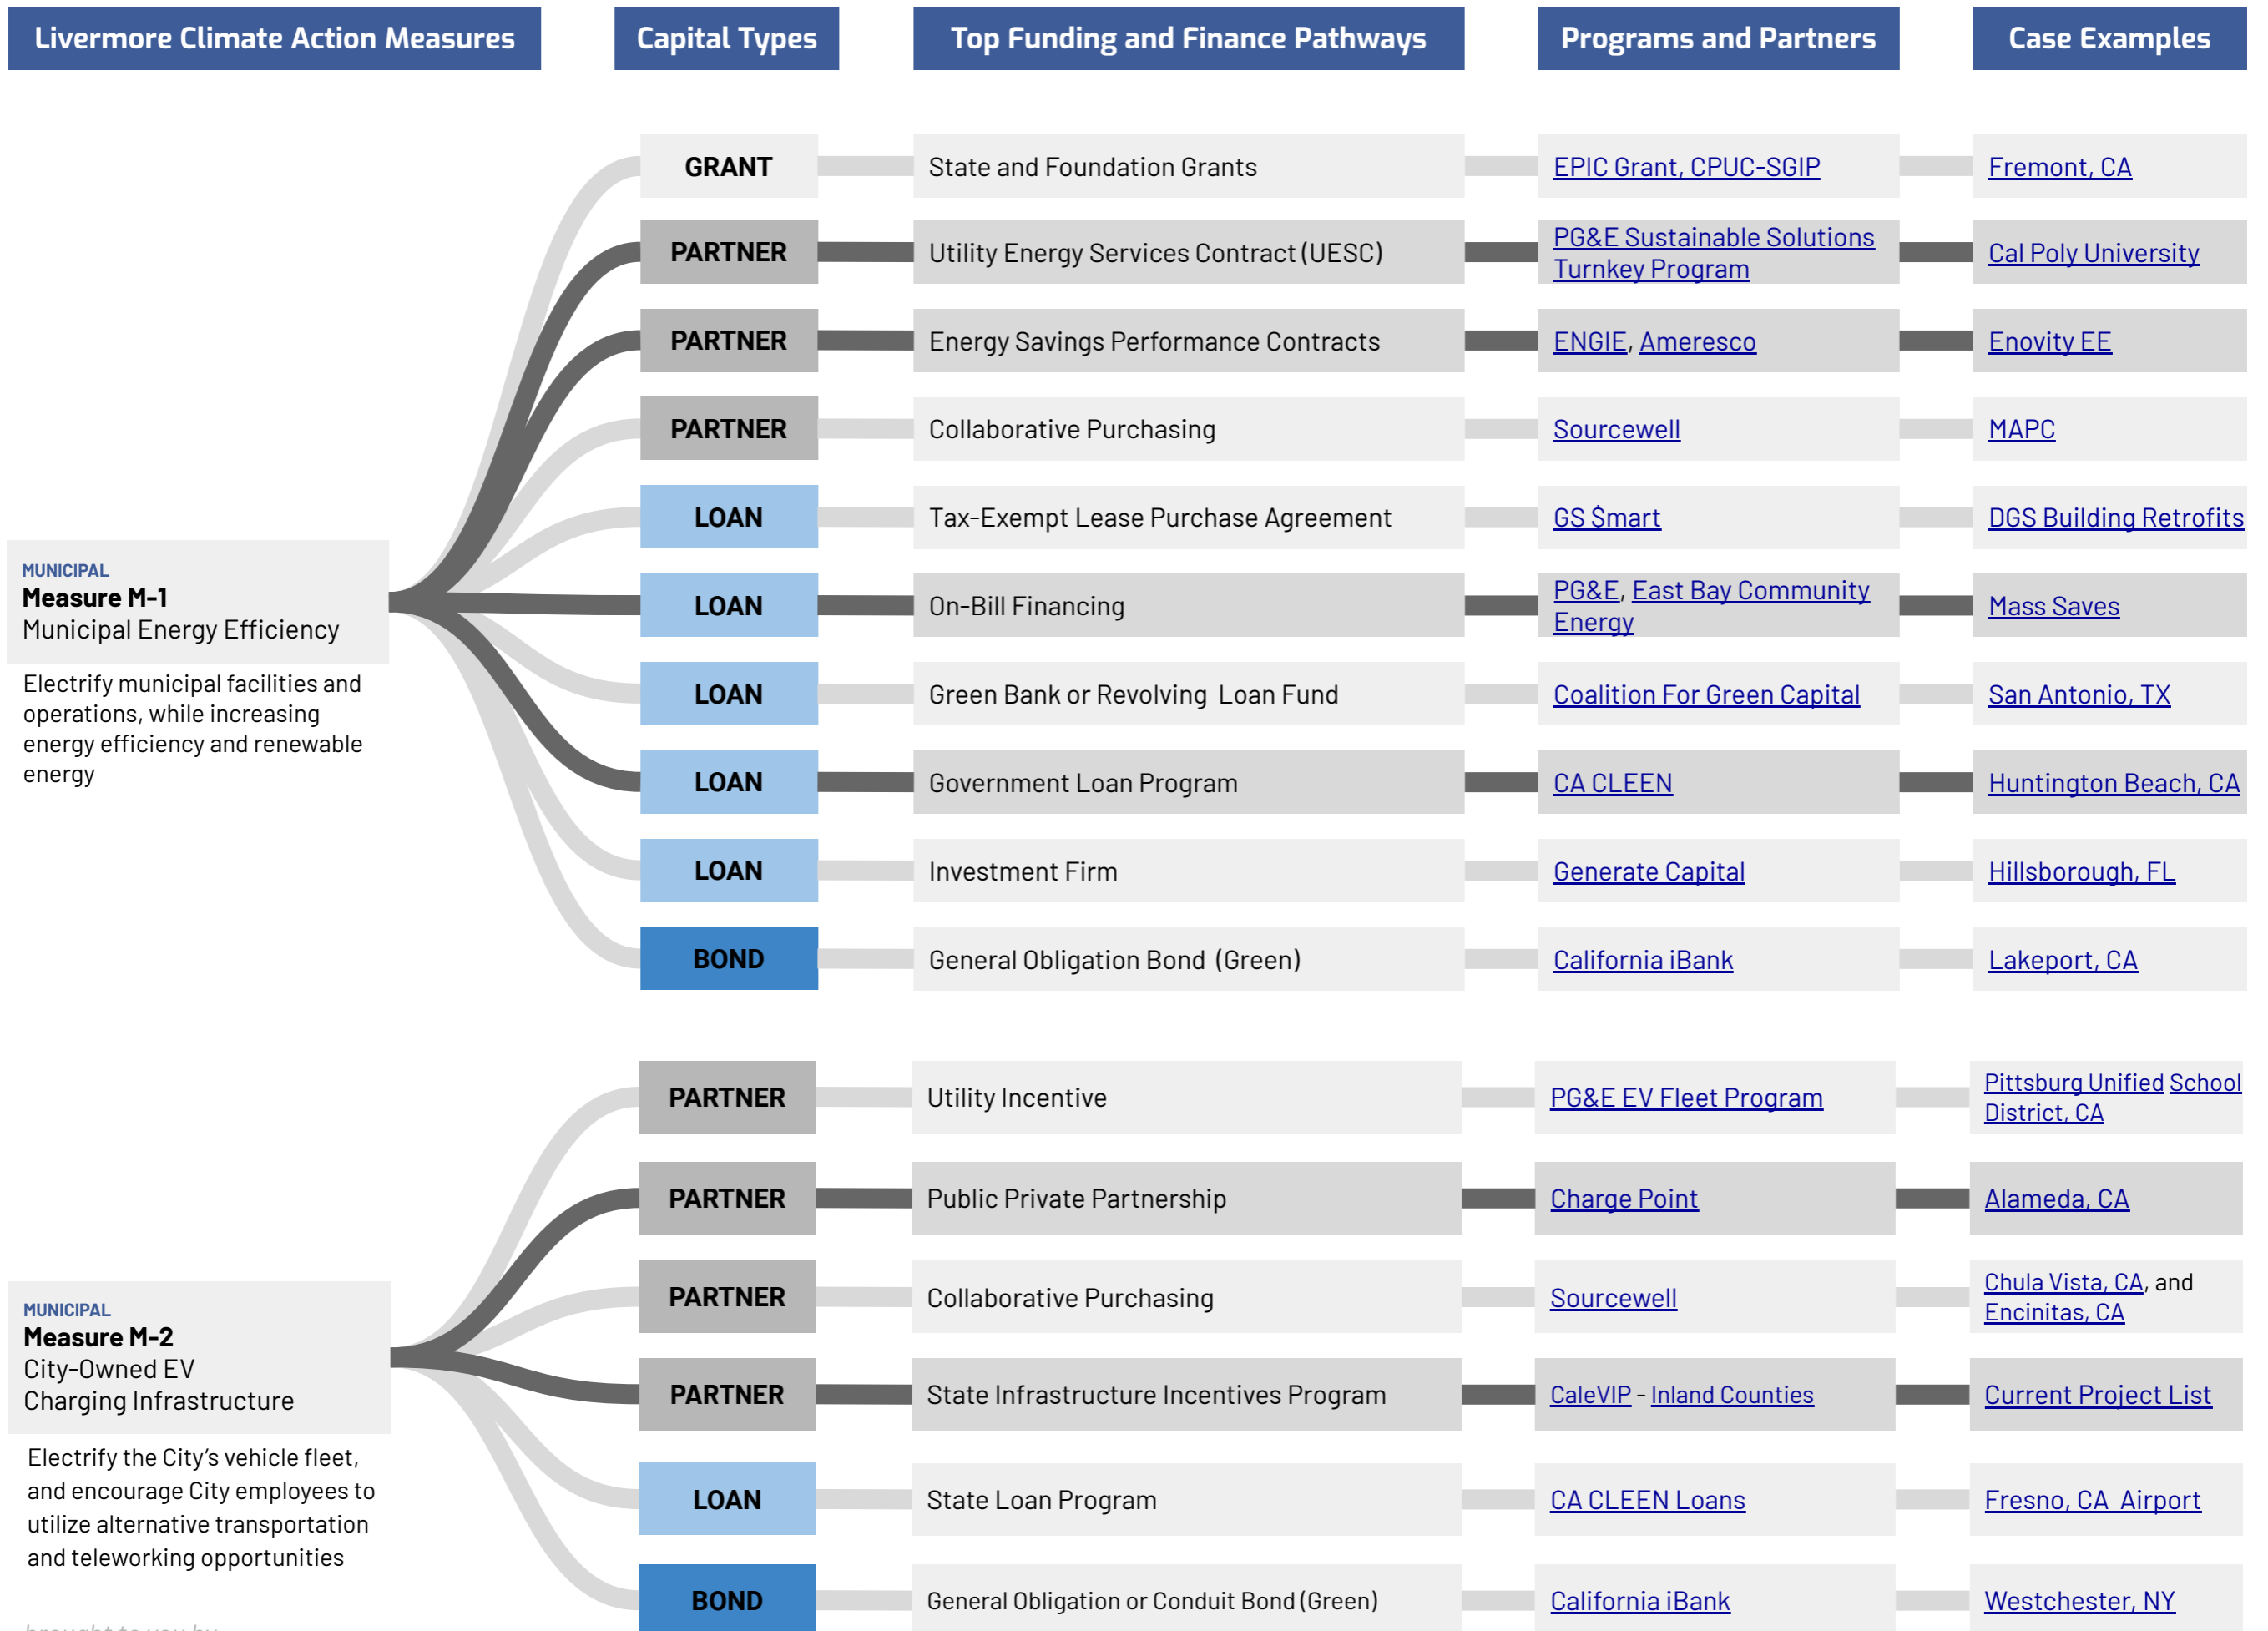 Livermore Climate Action Measures
Capital Types
Top Funding and Finance Pathways
Programs and Partners
Case Examples
MUNICIPAL
Measure M-1
Municipal Energy Efficiency
Electrify municipal facilities and
operations, while increasing
energy efficiency and renewable
energy
GRANT
State and Foundation Grants
EPIC Grant, CPUC-SGIP
Fremont, CA
PARTNER
Utility Energy Services Contract (UESC)
PG&E Sustainable Solutions
Turnkey Program
Cal Poly University
PARTNER
Energy Savings Performance Contracts
ENGIE, Ameresco
Enovity EE
PARTNER
Collaborative Purchasing
Sourcewell
MAPC
LOAN
Tax-Exempt Lease Purchase Agreement
GS $mart
DGS Building Retrofits
LOAN
On-Bill Financing
PG&E, East Bay Community
Energy
Mass Saves
LOAN
Green Bank or Revolving Loan Fund
Coalition For Green Capital
San Antonio, TX
LOAN
Government Loan Program
CA CLEEN
Huntington Beach, CA
LOAN
Investment Firm
Generate Capital
Hillsborough, FL
BOND
General Obligation Bond (Green)
California iBank
Lakeport, CA
MUNICIPAL
Measure M-2
City-Owned EV
Charging Infrastructure
Electrify the City’s vehicle fleet,
and encourage City employees to
utilize alternative transportation
and teleworking opportunities
PARTNER
Utility Incentive
PG&E EV Fleet Program
Pittsburg Unified School
District, CA
PARTNER
Public Private Partnership
Charge Point
Alameda, CA
PARTNER
Collaborative Purchasing
Sourcewell
Chula Vista, CA, and
Encinitas, CA
PARTNER
State Infrastructure Incentives Program
CaleVIP - Inland Counties
Current Project List
LOAN
State Loan Program
CA CLEEN Loans
Fresno, CA Airport
BOND
General Obligation or Conduit Bond (Green)
California iBank
Westchester, NY
brought to you by